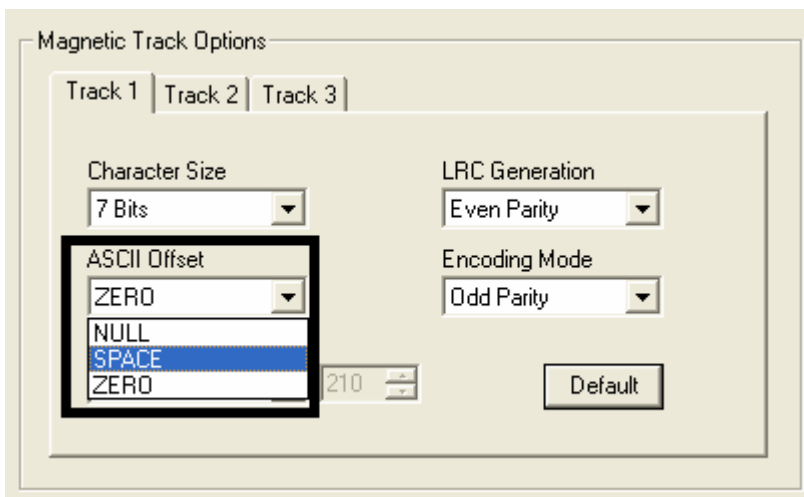 Magnetic Track Options
Track 1 Track 2 Track 3
Character Size LRC Generation
7 Bits Even Parity
ASCII Offset Encoding Mode
ZERO Odd Parity
NULL
SPACE
ZERO 210 Default